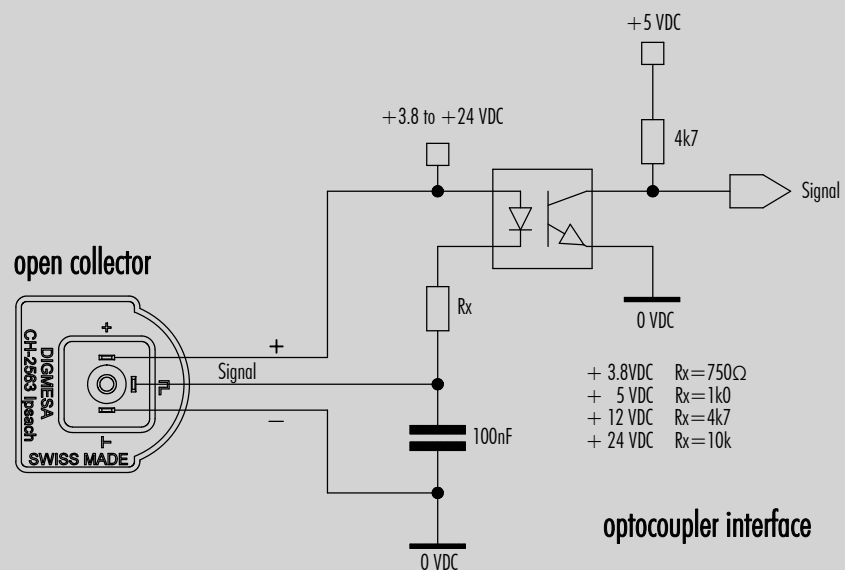 +5 VDC
+3.8 to +24 VDC
4k7
Signal
open collector
Rx
0 VDC
+
Signal
−
+
DIGMESA
CH-2563 Ipsach
SWISS MADE
100nF
+ 3.8VDC Rx=750Ω
+ 5 VDC Rx=1k0
+ 12 VDC Rx=4k7
+ 24 VDC Rx=10k
optocoupler interface
0 VDC